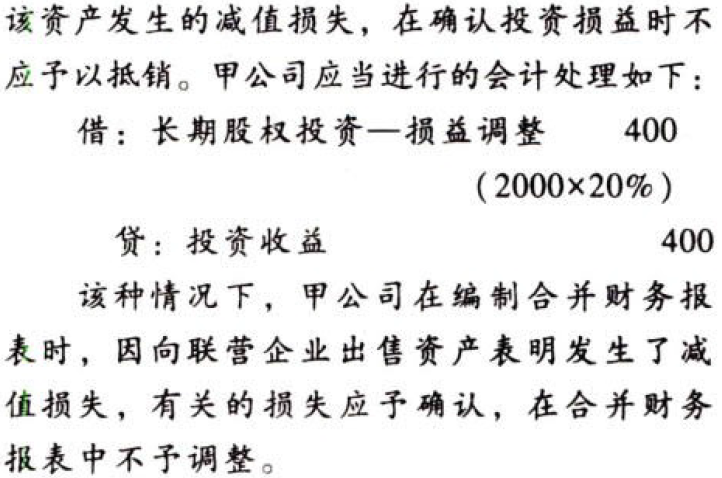 该资产发生的减值损失，在确认投资损益时不
应予以抵销。甲公司应当进行的会计处理如下：
借：长期股权投资—损益调整 400
（2000×20%）
贷：投资收益 400
该种情况下，甲公司在编制合并财务报
表时，因向联营企业出售资产表明发生了减
值损失，有关的损失应予确认，在合并财务
报表中不予调整。